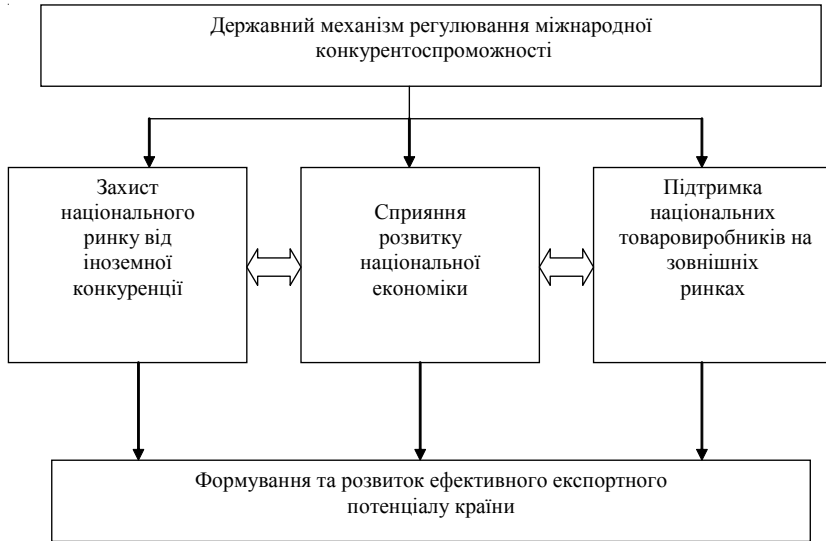 Державний механізм регулювання міжнародної
конкурентоспроможності
Захист
національного
ринку від
іноземної
конкуренції
Сприяння
розвитку
національної
економіки
Підтримка
національних
товаровиробників на
зовнішніх
ринках
Формування та розвиток ефективного експортного
потенціалу країни